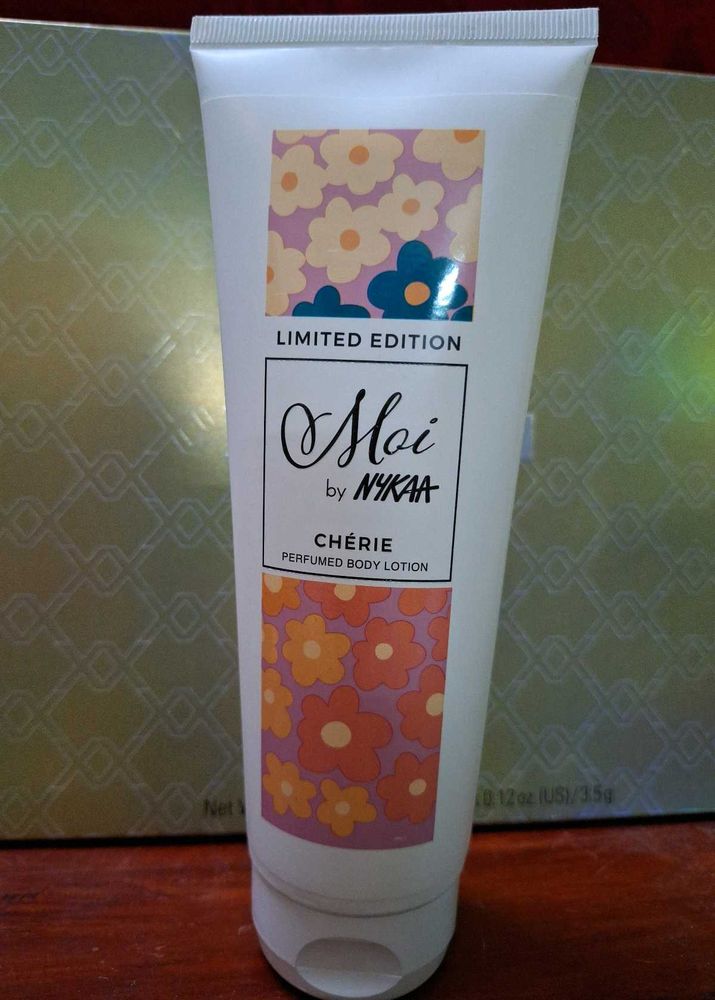 LIMITED EDITION
Moi
by NYKAA
CHÉRIE
PERFUMED BODY LOTION
Net
0.12 oz. (US)/3.5g